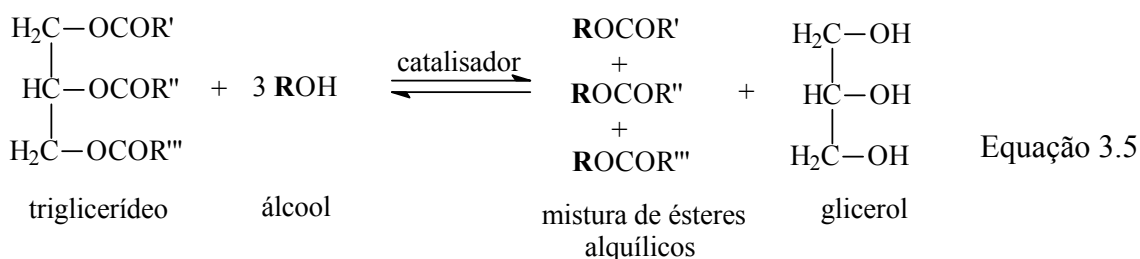 H₂C—OCOR'
HC—OCOR''
H₂C—OCOR'''
triglicerídeo
+
3 ROH
álcool
catalisador
ROCOR'
+
ROCOR''
+
ROCOR'''
mistura de ésteres
alquílicos
+
H₂C—OH
HC—OH
H₂C—OH
glicerol
Equação 3.5